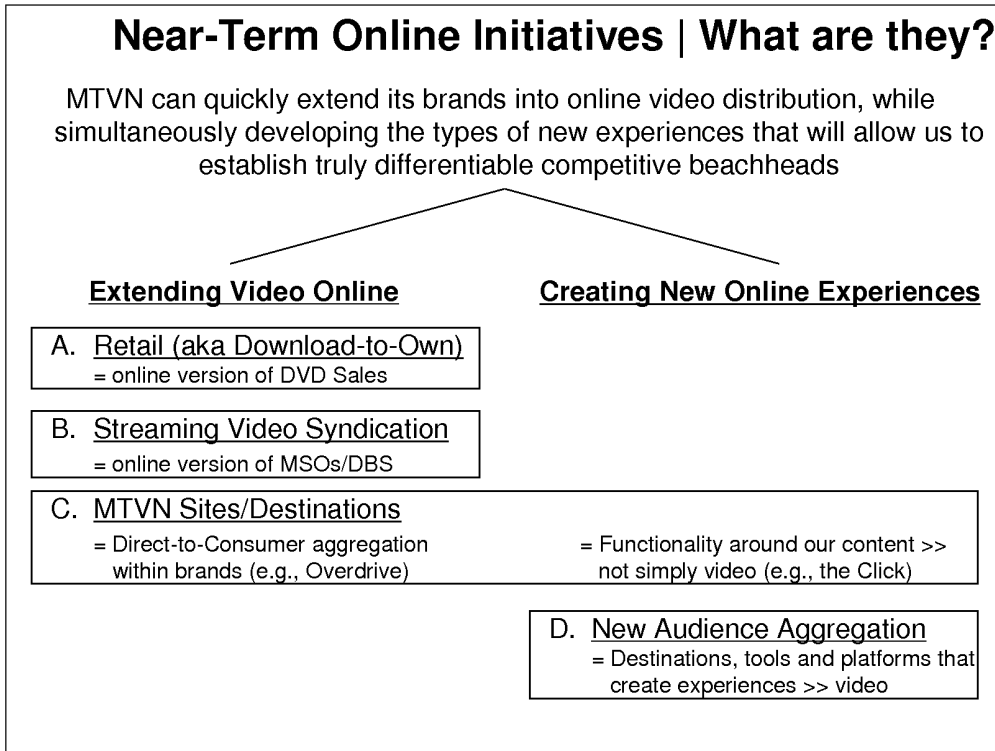 Near-Term Online Initiatives | What are they?
MTVN can quickly extend its brands into online video distribution, while
simultaneously developing the types of new experiences that will allow us to
establish truly differentiable competitive beachheads
Extending Video Online
Creating New Online Experiences
A. Retail (aka Download-to-Own)
= online version of DVD Sales
B. Streaming Video Syndication
= online version of MSOs/DBS
C. MTVN Sites/Destinations
= Direct-to-Consumer aggregation
within brands (e.g., Overdrive)
= Functionality around our content >>
not simply video (e.g., the Click)
D. New Audience Aggregation
= Destinations, tools and platforms that
create experiences >> video